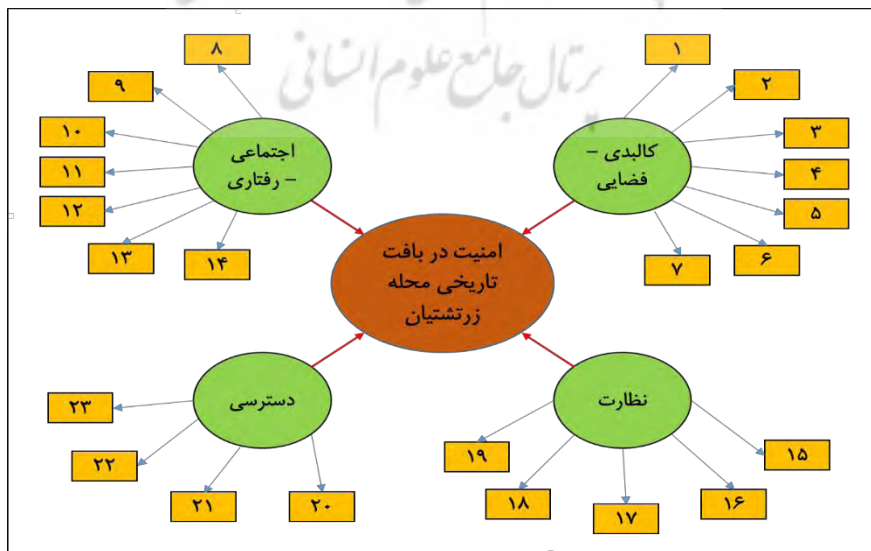 پرتال جامع علوم انسانی
۸
۱
۹
۲
۱۰
اجتماعی
– رفتاری
کالبدی –
فضایی
۳
۱۱
۴
۱۲
۵
۱۳
۱۴
۷
۶
امنیت در بافت
تاریخی محله
زرتشتیان
۲۳
دسترسی
نظارت
۲۲
۱۹
۱۵
۲۱
۲۰
۱۸
۱۷
۱۶